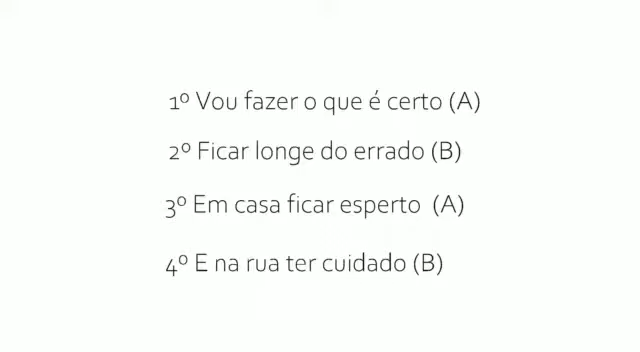 1º Vou fazer o que é certo (A)
2º Ficar longe do errado (B)
3º Em casa ficar esperto (A)
4º E na rua ter cuidado (B)